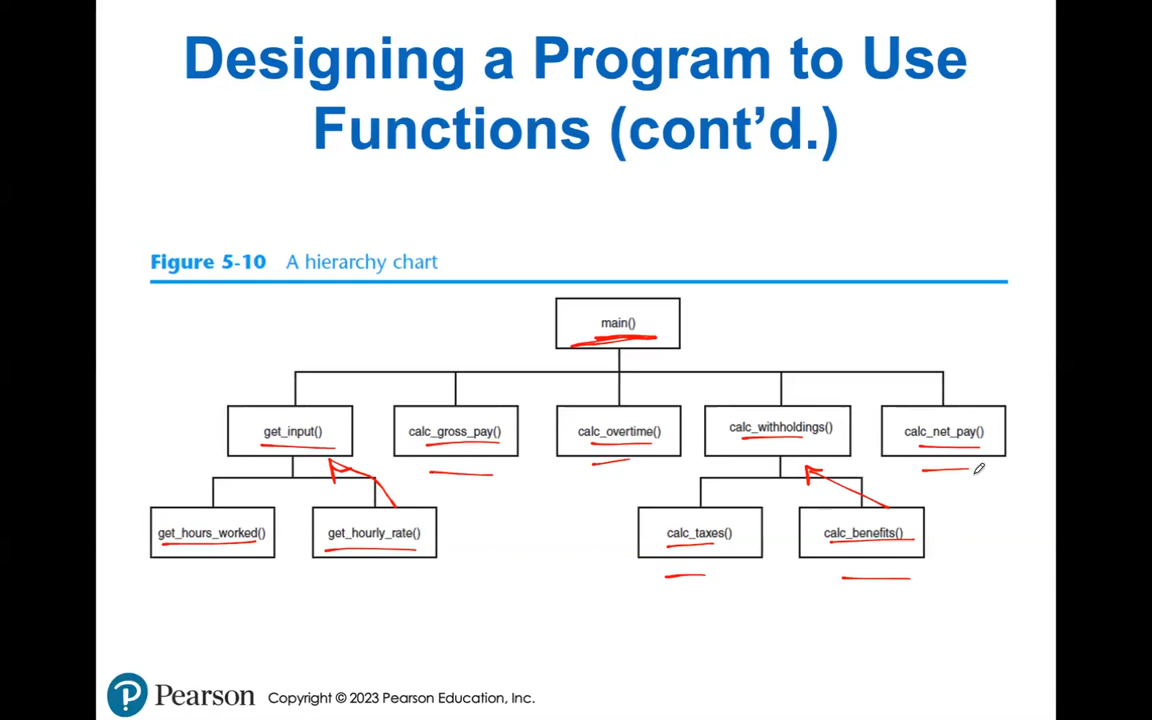 Designing a Program to Use
Functions (cont’d.)
Figure 5-10 A hierarchy chart
main()
get_input() calc_gross_pay() calc_overtime() calc_withholdings() calc_net_pay()
get_hours_worked() get_hourly_rate() calc_taxes() calc_benefits()
Pearson Copyright © 2023 Pearson Education, Inc.